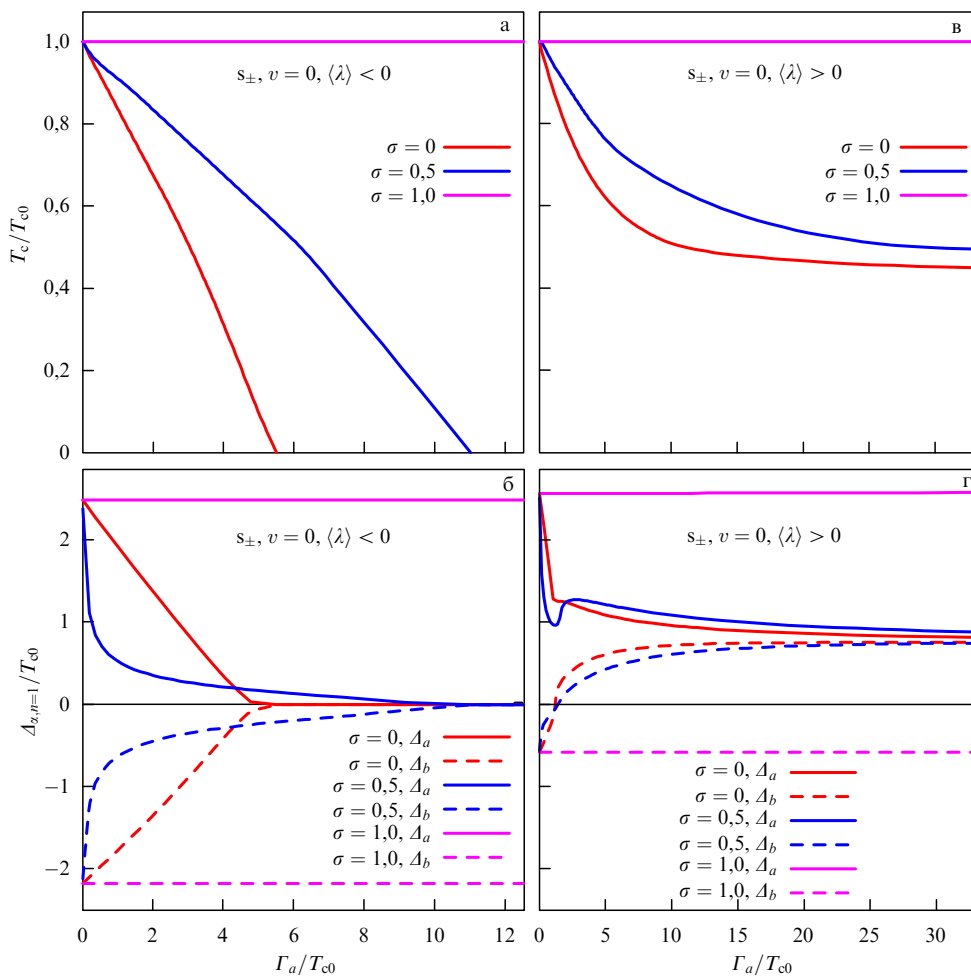 а
1,0
0,8
0,6
0,4
0,2
0
T_c/T_c0
s±, v = 0, ⟨λ⟩ < 0
σ = 0
σ = 0,5
σ = 1,0
в
s±, v = 0, ⟨λ⟩ > 0
σ = 0
σ = 0,5
σ = 1,0
б
2
1
0
−1
−2
Δ_α,n=1/T_c0
s±, v = 0, ⟨λ⟩ < 0
σ = 0, Δ_a
σ = 0, Δ_b
σ = 0,5, Δ_a
σ = 0,5, Δ_b
σ = 1,0, Δ_a
σ = 1,0, Δ_b
0 2 4 6 8 10 12
Γ_a/T_c0
г
s±, v = 0, ⟨λ⟩ > 0
σ = 0, Δ_a
σ = 0, Δ_b
σ = 0,5, Δ_a
σ = 0,5, Δ_b
σ = 1,0, Δ_a
σ = 1,0, Δ_b
0 5 10 15 20 25 30
Γ_a/T_c0